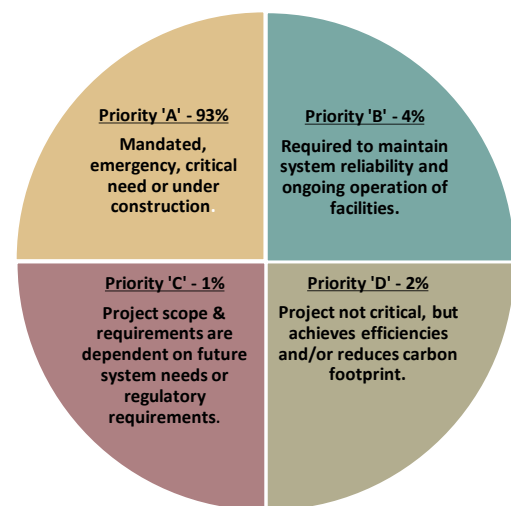 Priority 'A' - 93%
Mandated,
emergency, critical
need or under
construction.
Priority 'B' - 4%
Required to maintain
system reliability and
ongoing operation of
facilities.
Priority 'C' - 1%
Project scope &
requirements are
dependent on future
system needs or
regulatory
requirements.
Priority 'D' - 2%
Project not critical, but
achieves efficiencies
and/or reduces carbon
footprint.